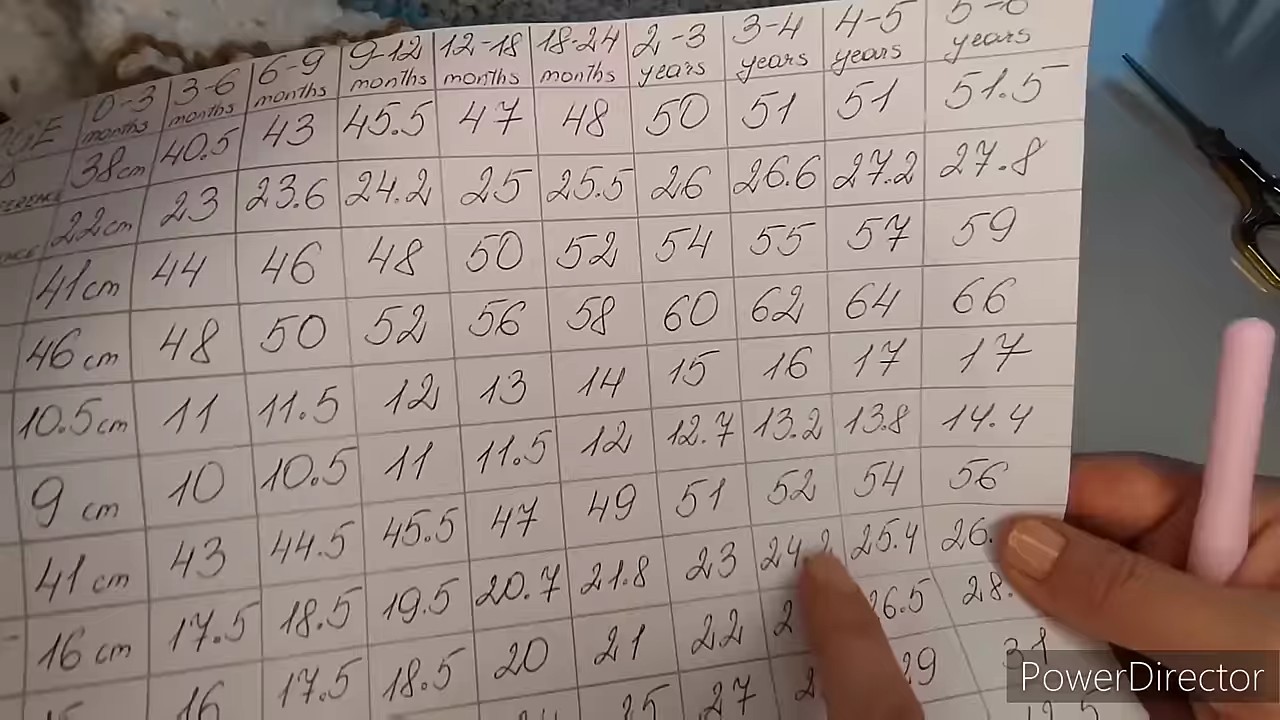 0-3 3-6 6-9 9-12 12-18 18-24 2-3 3-4 4-5
months months months months months months years years years years
38cm 40.5 43 45.5 47 48 50 51 51 51.5
22cm 23 23.6 24.2 25 25.5 26 26.6 27.2 27.8
41cm 44 46 48 50 52 54 55 57 59
46cm 48 50 52 56 58 60 62 64 66
10.5cm 11 11.5 12 13 14 15 16 17 17
9 cm 10 10.5 11 11.5 12 12.7 13.2 13.8 14.4
41cm 43 44.5 45.5 47 49 51 52 54 56
16cm 17.5 18.5 19.5 20.7 21.8 23 25.4
16 17.5 18.5 20 21 22 26.5
27 29
PowerDirector